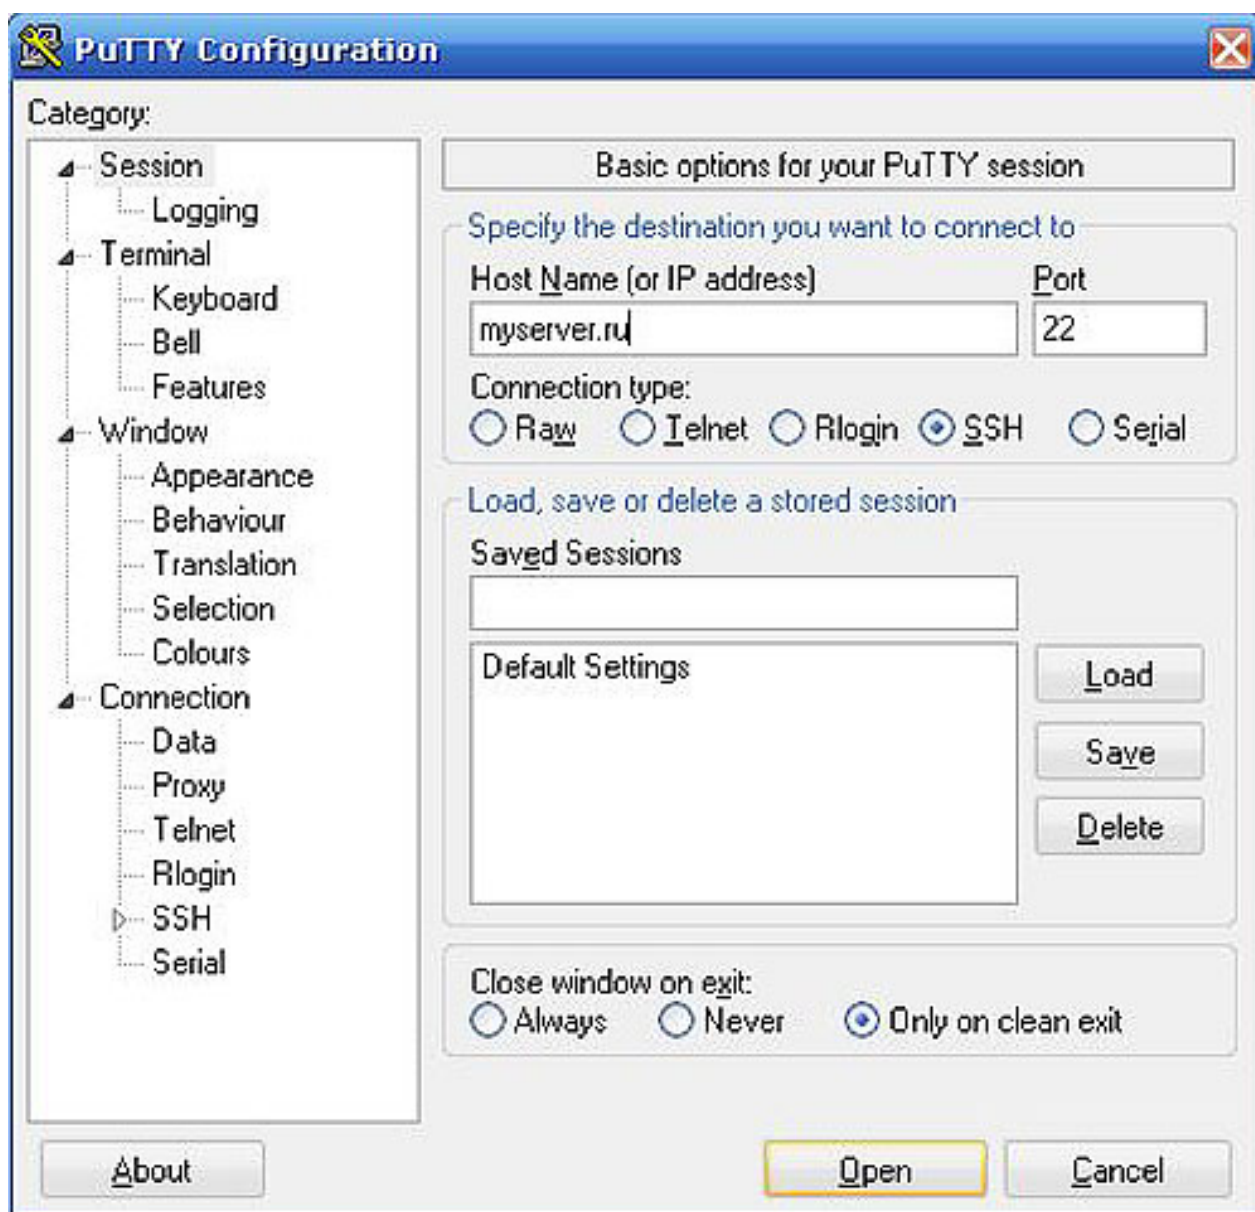 PuTTY Configuration
Category:
Session
Logging
Terminal
Keyboard
Bell
Features
Window
Appearance
Behaviour
Translation
Selection
Colours
Connection
Data
Proxy
Telnet
Rlogin
SSH
Serial
Basic options for your PuTTY session
Specify the destination you want to connect to
Host Name (or IP address) Port
myserver.ru 22
Connection type:
Raw Telnet Rlogin SSH Serial
Load, save or delete a stored session
Saved Sessions
Default Settings
Load
Save
Delete
Close window on exit:
Always Never Only on clean exit
About Open Cancel